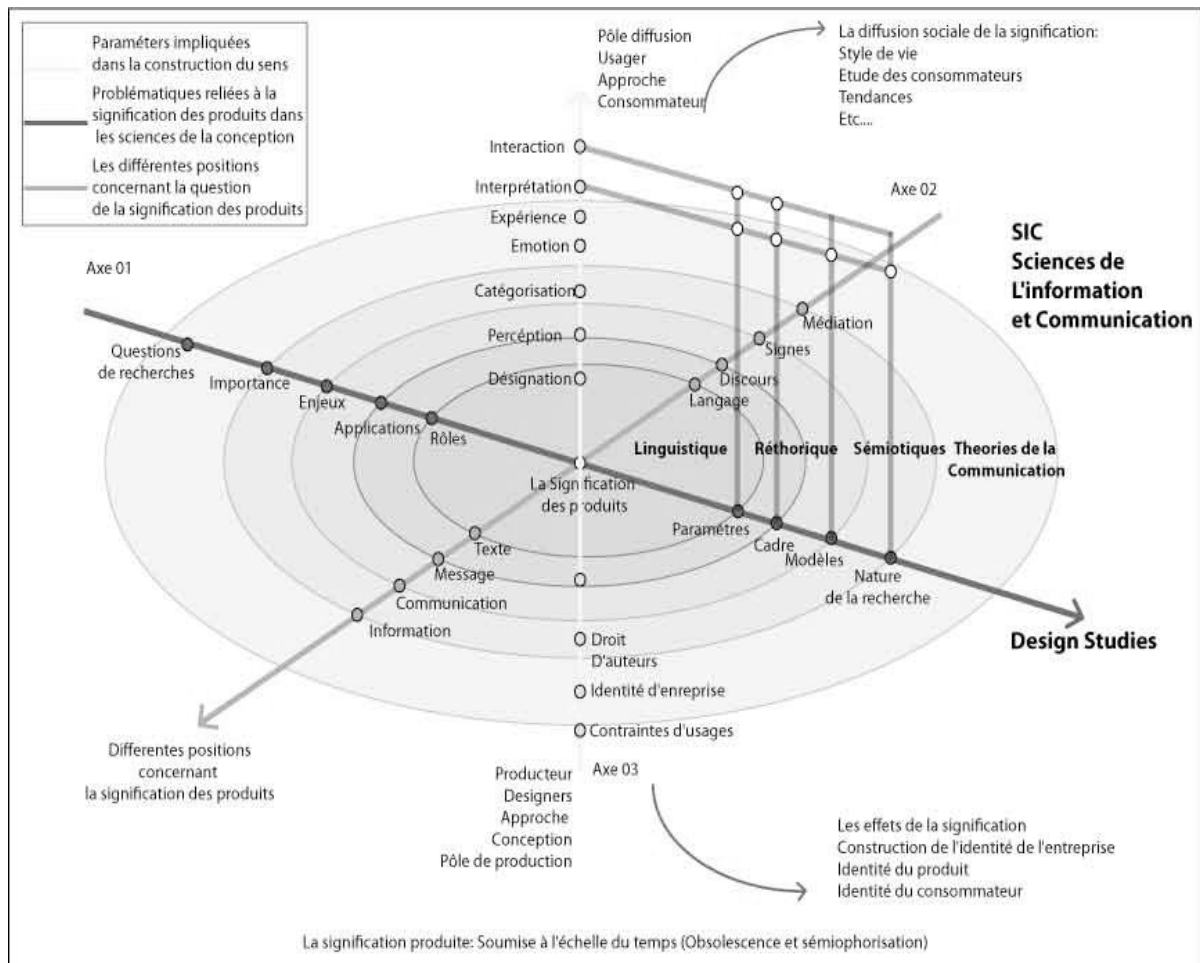 Paraméters impliquées
dans la construction du sens
Problématiques reliées à la
signification des produits dans
les sciences de la conception
Les différentes positions
concernant la question
de la signification des produits
Pôle diffusion
Usager
Approche
Consommateur
La diffusion sociale de la signification:
Style de vie
Etude des consommateurs
Tendances
Etc....
Interaction
Interprétation
Expérience
Emotion
Catégorisation
Percéption
Désignation
Axe 02
SIC
Sciences de
L'information
et Communication
Axe 01
Questions
de recherches
Importance
Enjeux
Applications
Rôles
Médiation
Signes
Discours
Langage
Linguistique
Réthorique
Sémiotiques
Theories de la
Communication
La Signification
des produits
Paramétres
Cadre
Modèles
Nature
de la recherche
Texte
Message
Communication
Information
Design Studies
Droit
D'auteurs
Identité d'enreprise
Contraintes d'usages
Differentes positions
concernant
la signification des produits
Axe 03
Producteur
Designers
Approche
Conception
Pôle de production
Les effets de la signification
Construction de l'identité de l'entreprise
Identité du produit
Identité du consommateur
La signification produite: Soumise à l'échelle du temps (Obsolescence et sémiophorisation)